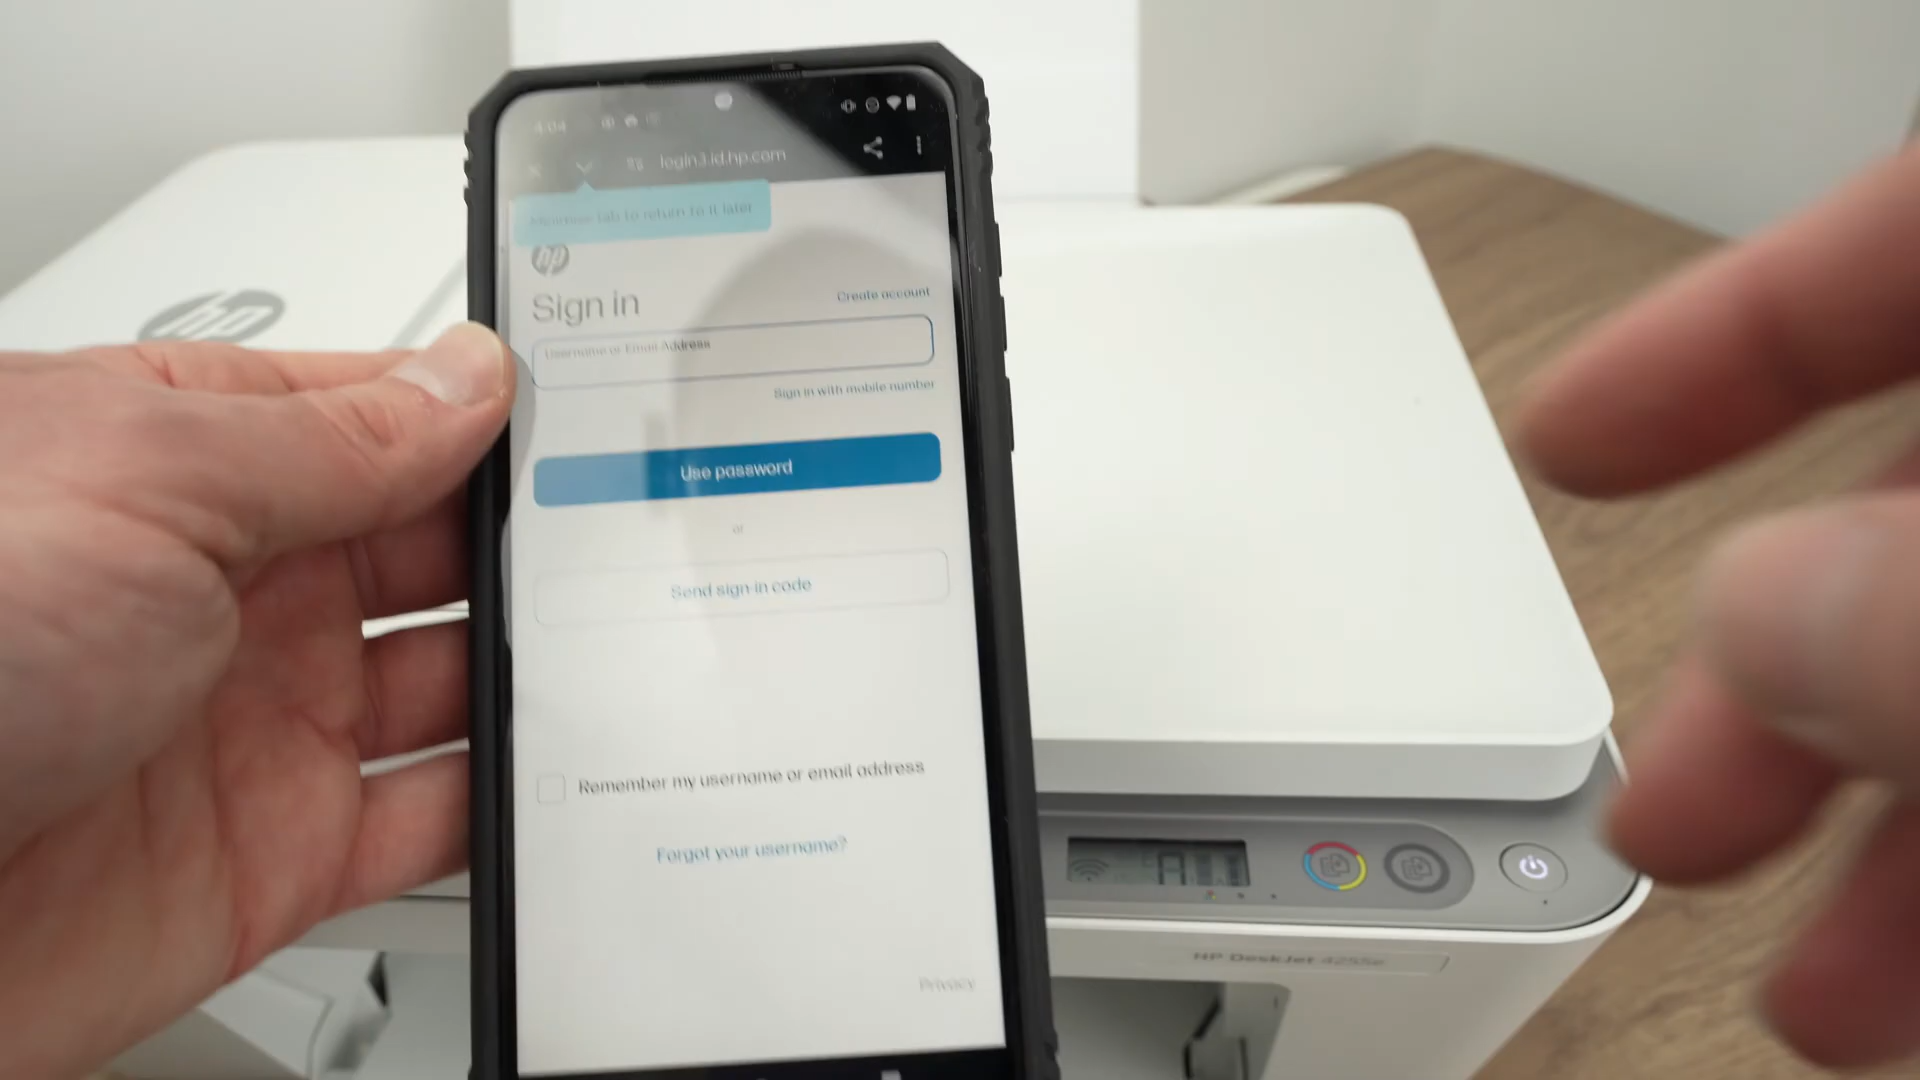 4:04
login3.id.hp.com
Minimise tab to return to it later
hp
Sign in
Create account
Username or Email Address
Sign in with mobile number
Use password
or
Send sign-in code
Remember my username or email address
Forgot your username?
Privacy
hp
HP DeskJet 4255e